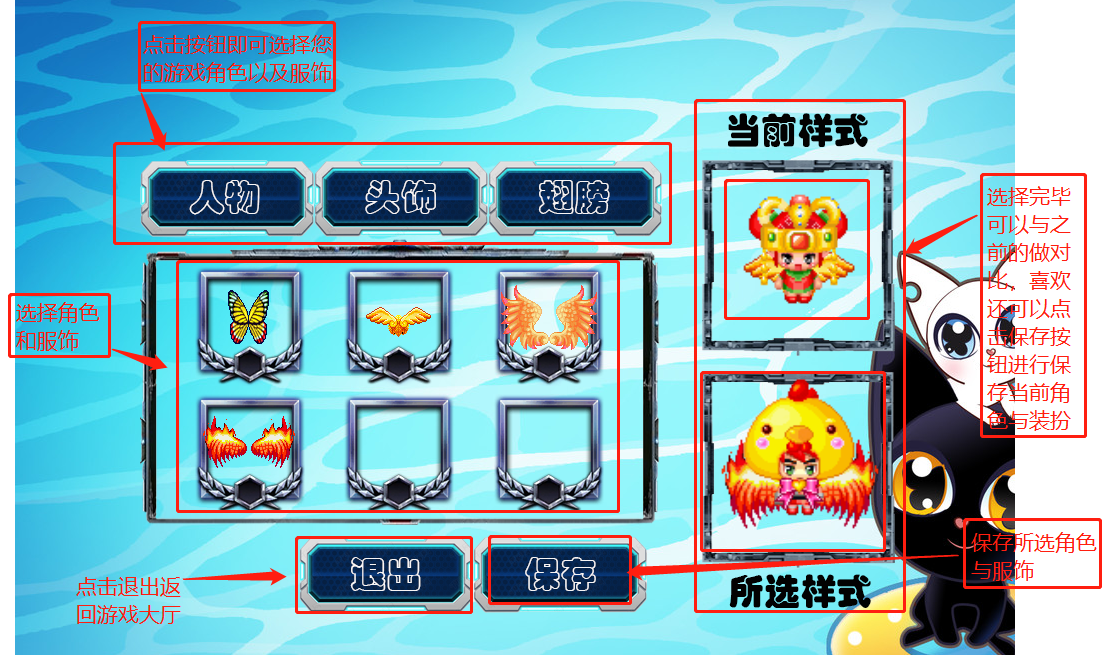 点击按钮即可选择您
的游戏角色以及服饰
当前样式
人物
头饰
翅膀
选择完毕
可以与之
前的做对
比，喜欢
还可以点
击保存按
钮进行保
存当前角
色与装扮
选择角色
和服饰
退出
保存
保存所选角色
与服饰
点击退出返
回游戏大厅
所选样式